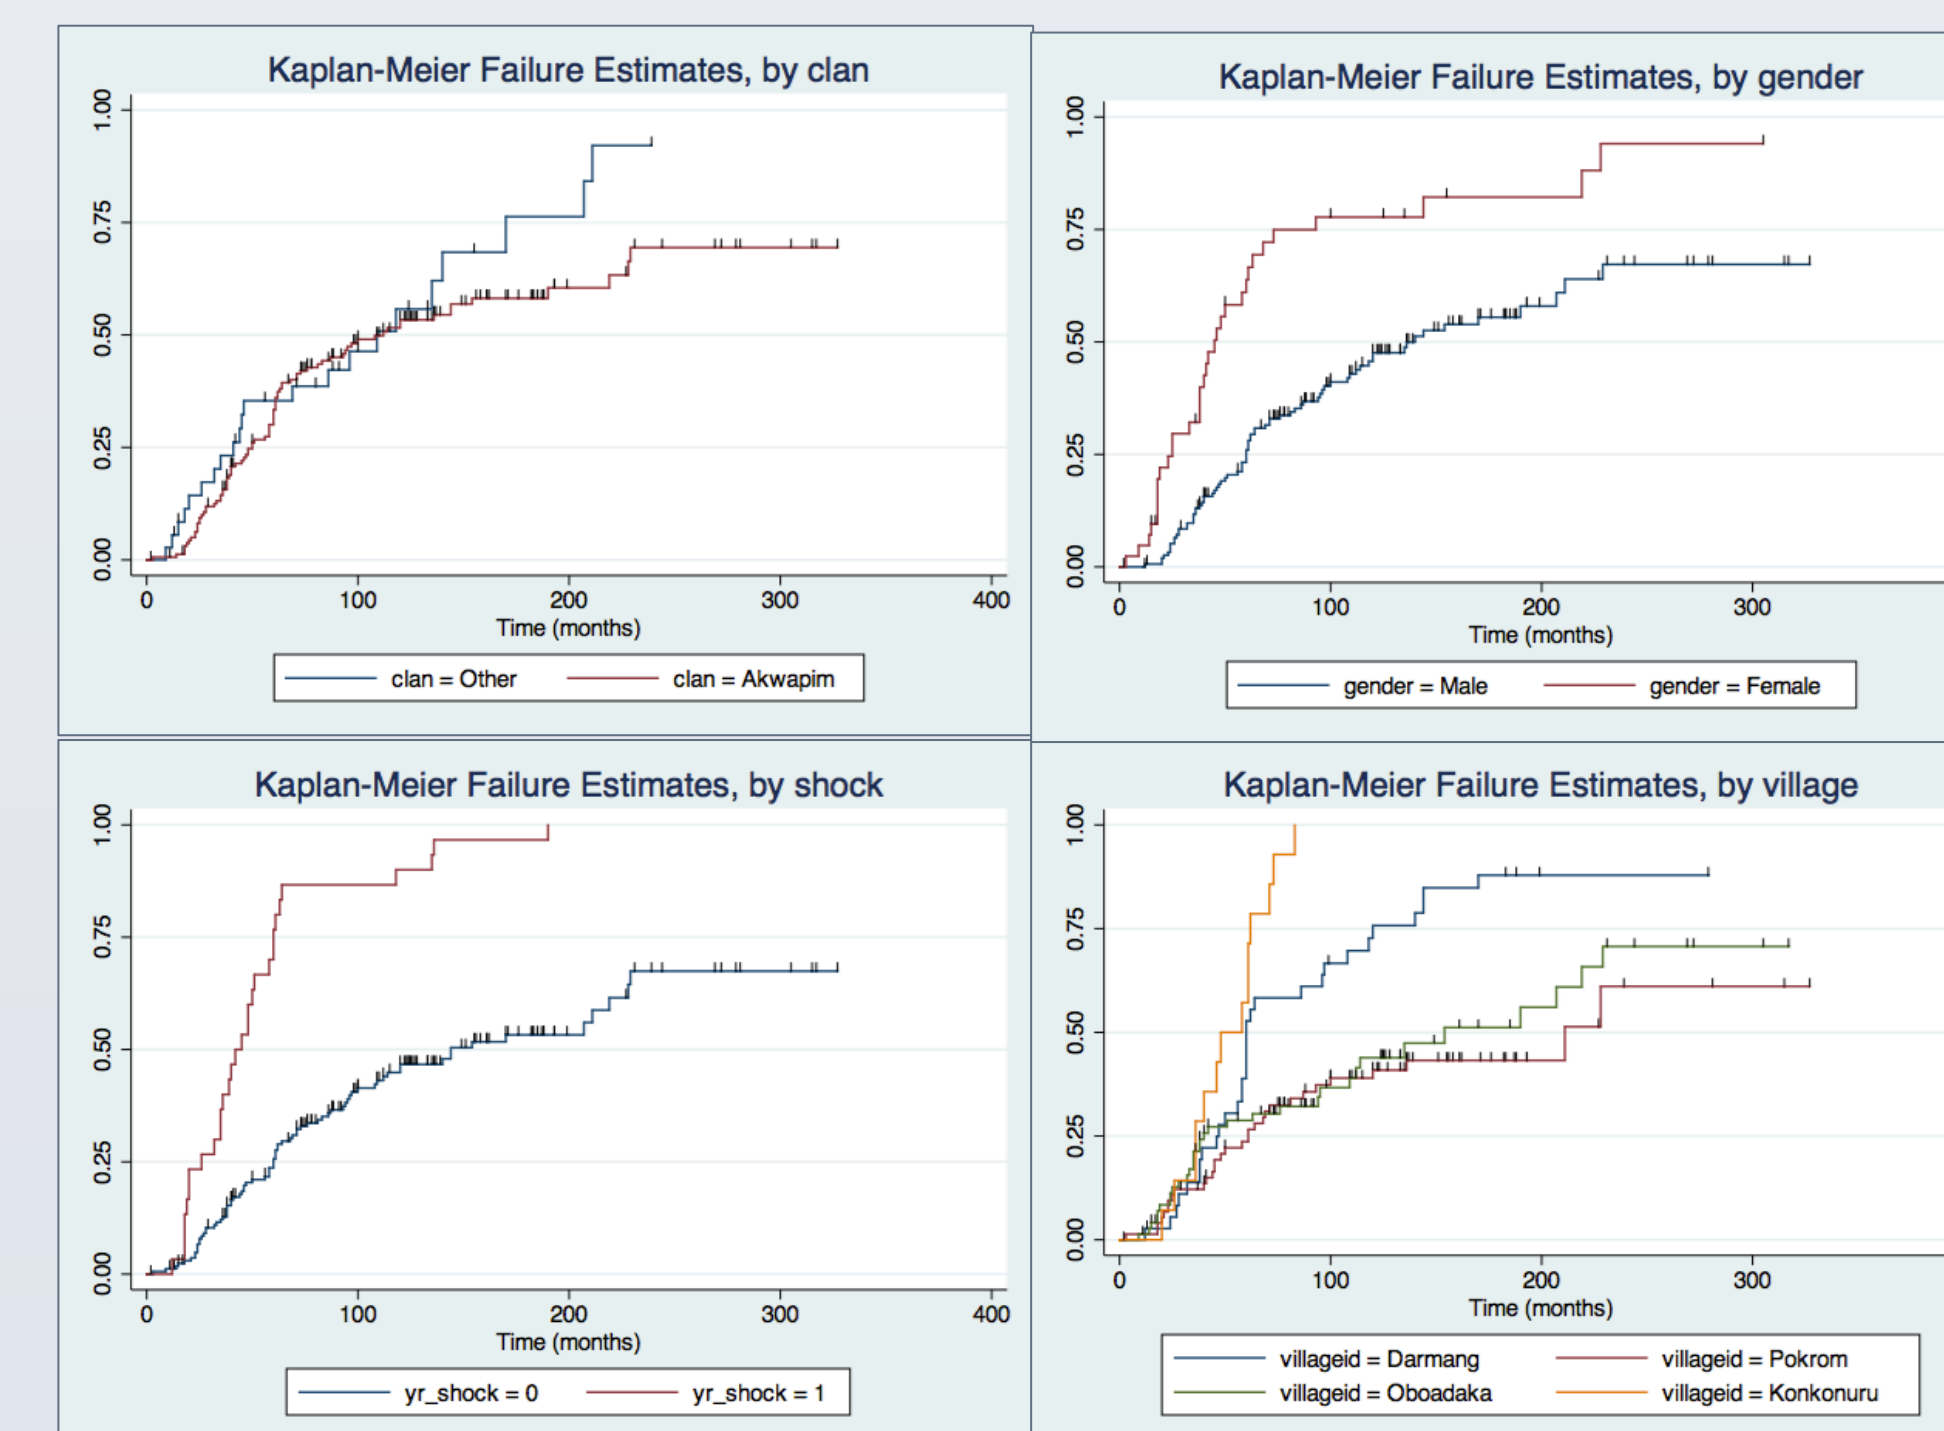 Kaplan-Meier Failure Estimates, by clan
1.00
0.75
0.50
0.25
0.00
0 100 200 300 400
Time (months)
clan = Other clan = Akwapim
Kaplan-Meier Failure Estimates, by gender
1.00
0.75
0.50
0.25
0.00
0 100 200 300
Time (months)
gender = Male gender = Female
Kaplan-Meier Failure Estimates, by shock
1.00
0.75
0.50
0.25
0.00
0 100 200 300 400
Time (months)
yr_shock = 0 yr_shock = 1
Kaplan-Meier Failure Estimates, by village
1.00
0.75
0.50
0.25
0.00
0 100 200 300
Time (months)
villageid = Darmang villageid = Pokrom
villageid = Oboadaka villageid = Konkonuru